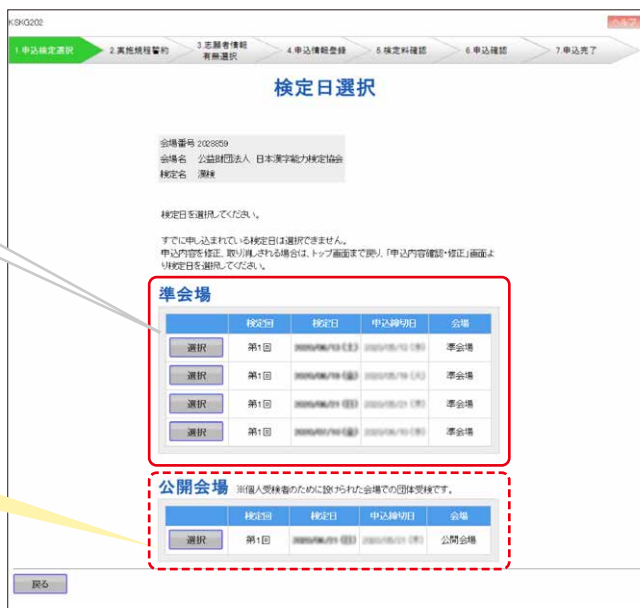 KSKG202
ヘルプ
1.申込検定選択
2.実施規程誓約
3.志願者情報
有無選択
4.申込情報登録
5.検定料確認
6.申込確認
7.申込完了
検定日選択
会場番号 2028859
会場名 公益財団法人 日本漢字能力検定協会
検定名 漢検
検定日を選択してください。
すでに申し込まれている検定日は選択できません。
申込内容を修正、取り消しされる場合は、トップ画面まで戻り、「申込内容確認・修正」画面よ
り検定日を選択してください。
準会場
検定回 検定日 申込締切日 会場
選択 第1回 準会場
選択 第1回 準会場
選択 第1回 準会場
選択 第1回 準会場
公開会場 ※個人受検者のために設けられた会場での団体受検です。
検定回 検定日 申込締切日 会場
選択 第1回 公開会場
戻る